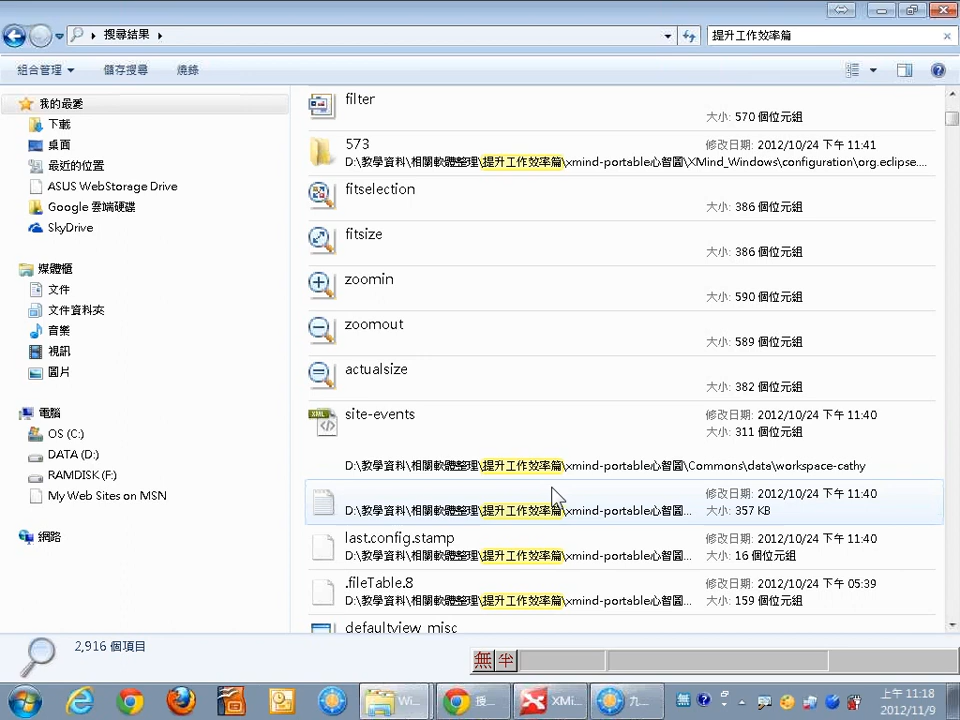 搜尋結果
提升工作效率篇
組合管理
儲存搜尋
燒錄
我的最愛
下載
桌面
最近的位置
ASUS WebStorage Drive
Google 雲端硬碟
SkyDrive
媒體櫃
文件
文件資料夾
音樂
視訊
圖片
電腦
OS (C:)
DATA (D:)
RAMDISK (F:)
My Web Sites on MSN
網路
filter
大小: 570 個位元組
573
修改日期: 2012/10/24 下午 11:41
D:\教學資料\相關軟體整理\提升工作效率篇\xmind-portable心智圖\XMind_Windows\configuration\org.eclipse....
fitselection
大小: 386 個位元組
fitsize
大小: 386 個位元組
zoomin
大小: 590 個位元組
zoomout
大小: 589 個位元組
actualsize
大小: 382 個位元組
site-events
修改日期: 2012/10/24 下午 11:40
大小: 311 個位元組
D:\教學資料\相關軟體整理\提升工作效率篇\xmind-portable心智圖\Commons\data\workspace-cathy
修改日期: 2012/10/24 下午 11:40
D:\教學資料\相關軟體整理\提升工作效率篇\xmind-portable心智圖...
大小: 357 KB
last.config.stamp
修改日期: 2012/10/24 下午 11:40
D:\教學資料\相關軟體整理\提升工作效率篇\xmind-portable心智圖...
大小: 16 個位元組
.fileTable.8
修改日期: 2012/10/24 下午 05:39
D:\教學資料\相關軟體整理\提升工作效率篇\xmind-portable心智圖...
大小: 159 個位元組
defaultview_misc
2,916 個項目
無 半
Wi...
授...
XMi...
九...
無
上午 11:18
2012/11/9